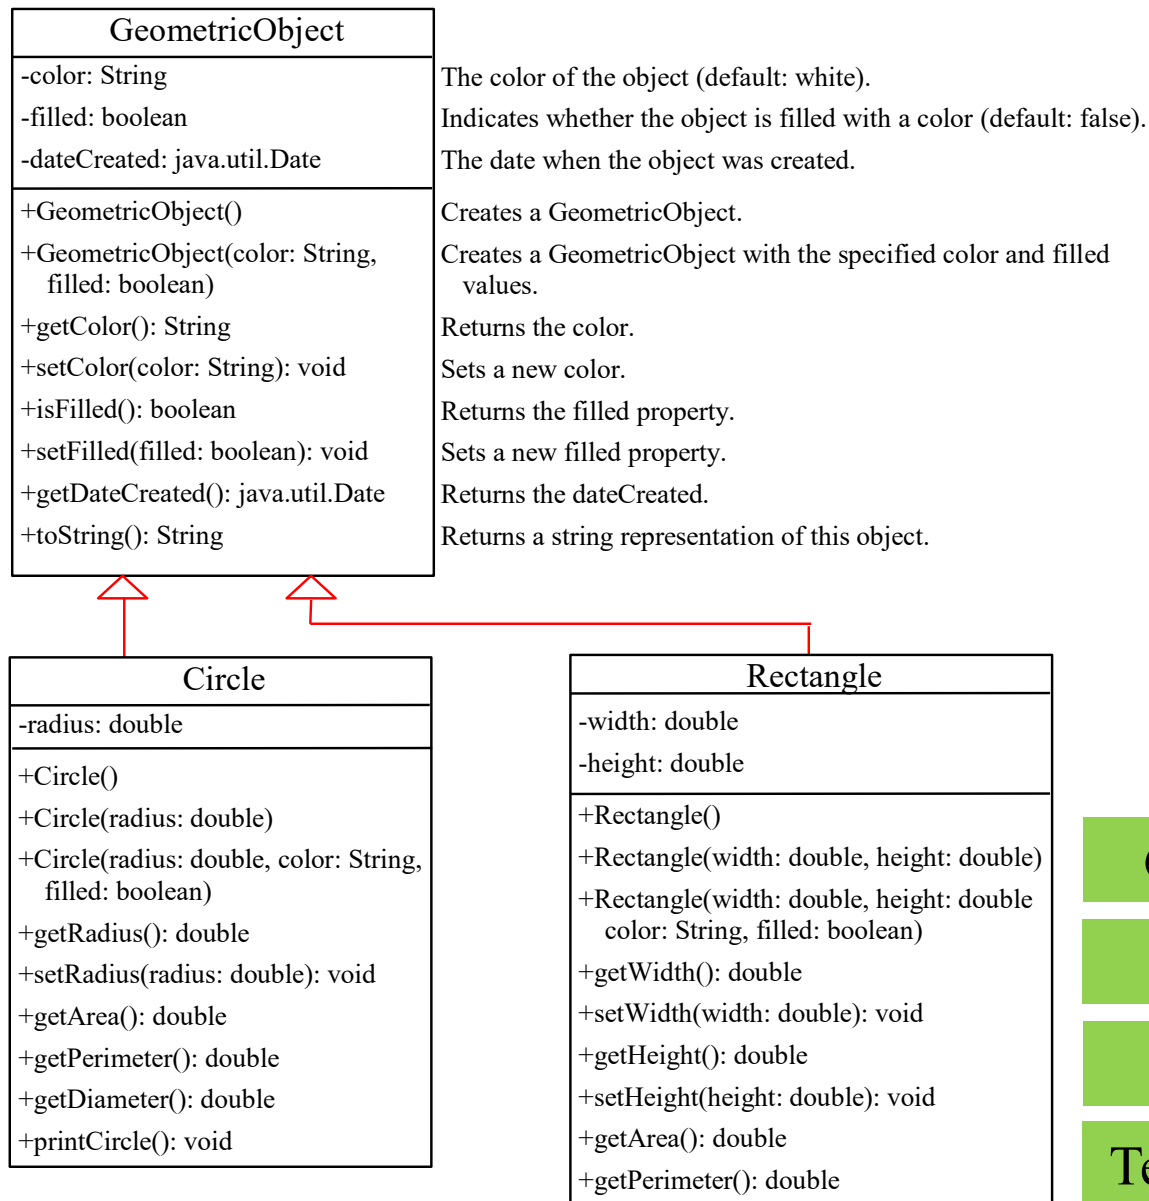 GeometricObject
-color: String
The color of the object (default: white).
-filled: boolean
Indicates whether the object is filled with a color (default: false).
-dateCreated: java.util.Date
The date when the object was created.
+GeometricObject()
Creates a GeometricObject.
+GeometricObject(color: String,
filled: boolean)
Creates a GeometricObject with the specified color and filled
values.
+getColor(): String
Returns the color.
+setColor(color: String): void
Sets a new color.
+isFilled(): boolean
Returns the filled property.
+setFilled(filled: boolean): void
Sets a new filled property.
+getDateCreated(): java.util.Date
Returns the dateCreated.
+toString(): String
Returns a string representation of this object.
Circle
-radius: double
+Circle()
+Circle(radius: double)
+Circle(radius: double, color: String,
filled: boolean)
+getRadius(): double
+setRadius(radius: double): void
+getArea(): double
+getPerimeter(): double
+getDiameter(): double
+printCircle(): void
Rectangle
-width: double
-height: double
+Rectangle()
+Rectangle(width: double, height: double)
+Rectangle(width: double, height: double
color: String, filled: boolean)
+getWidth(): double
+setWidth(width: double): void
+getHeight(): double
+setHeight(height: double): void
+getArea(): double
+getPerimeter(): double